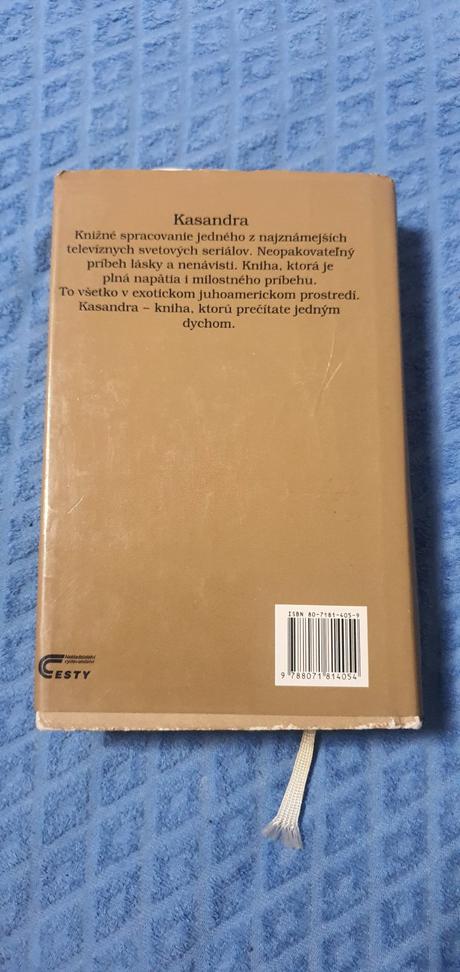 Kasandra
Knižné spracovanie jedného z najznámejších
televíznych svetových seriálov. Neopakovateľný
príbeh lásky a nenávisti. Kniha, ktorá je
plná napätia i milostného príbehu.
To všetko v exotickom juhoamerickom prostredí.
Kasandra – kniha, ktorú prečítate jedným
dychom.
ISBN 80-7181-405-9
9 788071 814054
Nakladatelství
vydavateľství
CESTY